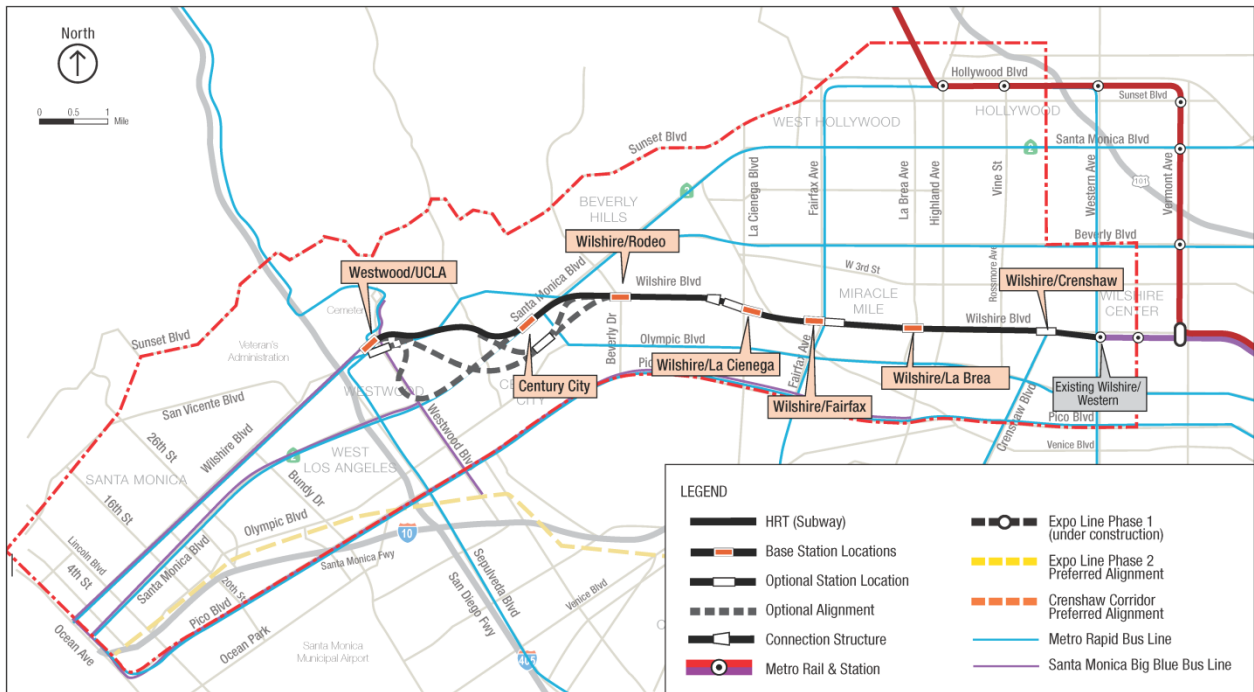 North
0 0.5 1
Mile
Hollywood Blvd
Sunset Blvd
HOLLYWOOD
WEST HOLLYWOOD
Santa Monica Blvd
2
Sunset Blvd
101
2
La Cienega Blvd
Fairfax Ave
La Brea Ave
Highland Ave
Vine St
Western Ave
Vermont Ave
BEVERLY
HILLS
Beverly Blvd
Wilshire/Rodeo
W 3rd St
Rossmore Ave
Westwood/UCLA
Santa Monica Blvd
Wilshire Blvd
Wilshire/Crenshaw
MIRACLE
MILE
WILSHIRE
CENTER
Wilshire Blvd
Sunset Blvd
Veteran's
Administration
Beverly Dr
Olympic Blvd
Wilshire/La Cienega
Fairfax Ave
Wilshire/La Brea
Century City
Wilshire/Fairfax
Existing Wilshire/
Western
Crenshaw Blvd
Pico Blvd
Venice Blvd
WESTWOOD
San Vicente Blvd
Wilshire Blvd
26th St
WEST
LOS ANGELES
SANTA MONICA
16th St
Bundy Dr
Olympic Blvd
10
Santa Monica Fwy
Lincoln Blvd
4th St
Santa Monica Blvd
20th St
Pico Blvd
Ocean Park
Ocean Ave
Santa Monica
Municipal Airport
Sepulveda Blvd
San Diego Fwy
405
Venice Blvd
LEGEND
HRT (Subway)
Base Station Locations
Optional Station Location
Optional Alignment
Connection Structure
Metro Rail & Station
Expo Line Phase 1
(under construction)
Expo Line Phase 2
Preferred Alignment
Crenshaw Corridor
Preferred Alignment
Metro Rapid Bus Line
Santa Monica Big Blue Bus Line